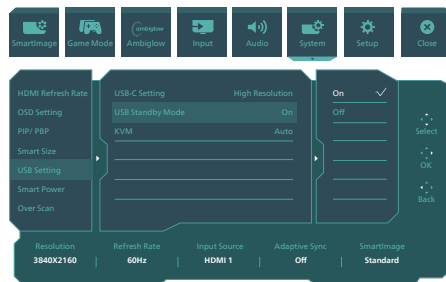 SmartImage
Game Mode
ambiglow
Ambiglow
Input
Audio
System
Setup
Close
HDMI Refresh Rate
OSD Setting
PIP/ PBP
Smart Size
USB Setting
Smart Power
Over Scan
USB-C Setting High Resolution
USB Standby Mode On
KVM Auto
On
Off
Select
OK
Back
Resolution Refresh Rate Input Source Adaptive Sync SmartImage
3840X2160 | 60Hz | HDMI 1 | Off | Standard